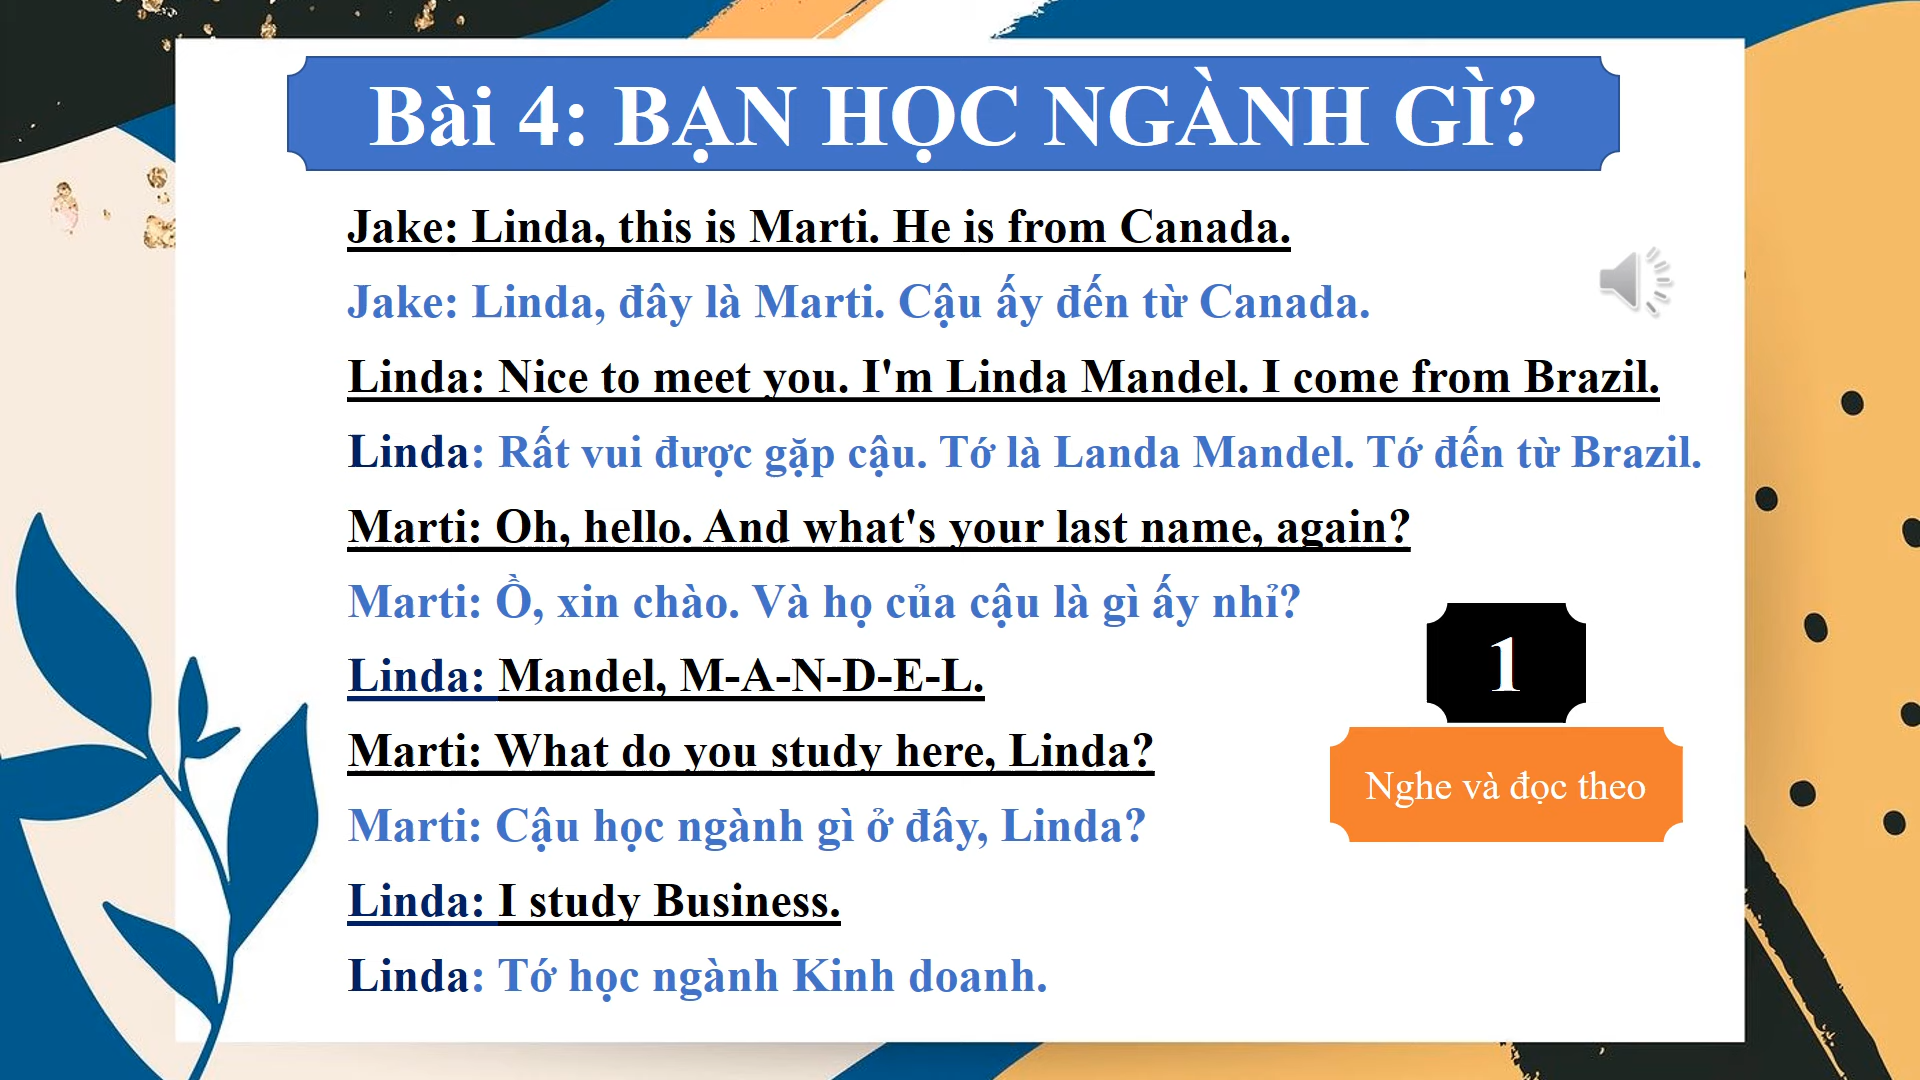 Bài 4: BẠN HỌC NGÀNH GÌ?
Jake: Linda, this is Marti. He is from Canada.
Jake: Linda, đây là Marti. Cậu ấy đến từ Canada.
Linda: Nice to meet you. I'm Linda Mandel. I come from Brazil.
Linda: Rất vui được gặp cậu. Tớ là Landa Mandel. Tớ đến từ Brazil.
Marti: Oh, hello. And what's your last name, again?
Marti: Ồ, xin chào. Và họ của cậu là gì ấy nhỉ?
Linda: Mandel, M-A-N-D-E-L.
Marti: What do you study here, Linda?
Marti: Cậu học ngành gì ở đây, Linda?
Linda: I study Business.
Linda: Tớ học ngành Kinh doanh.
1
Nghe và đọc theo